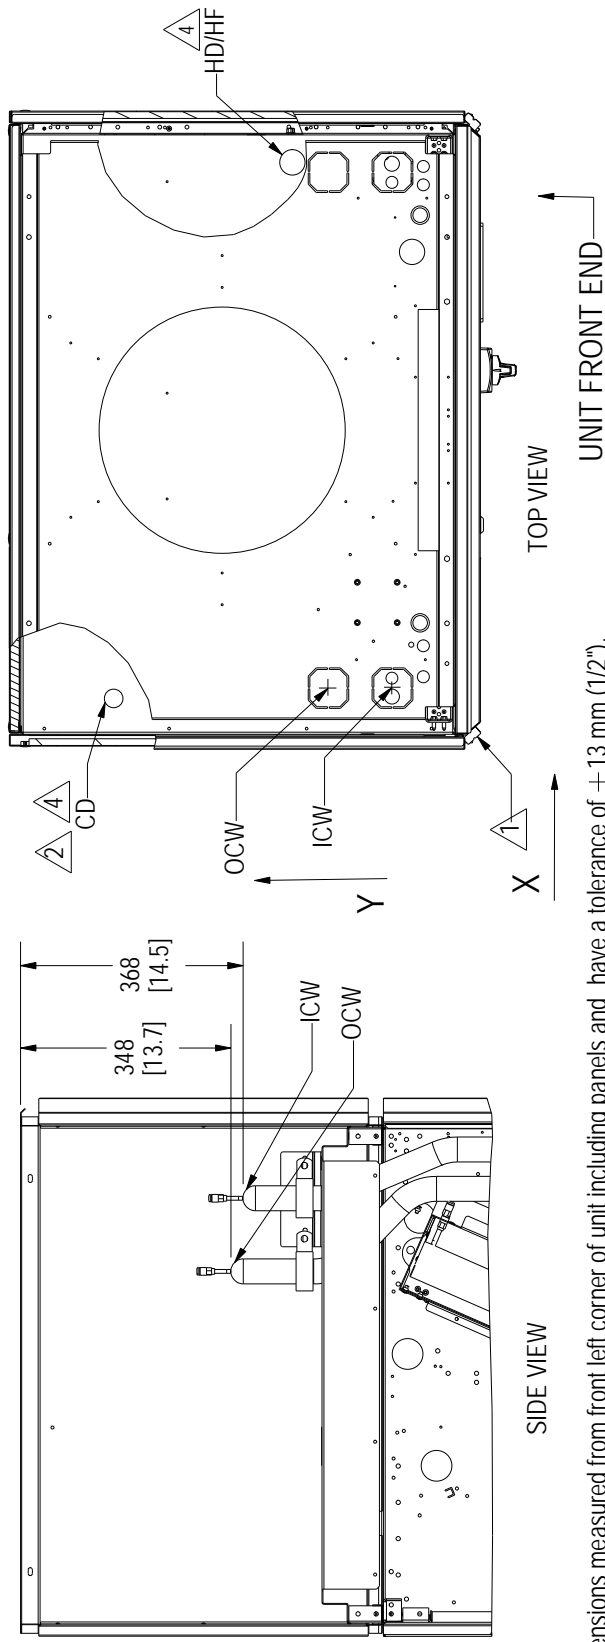 348
[13.7]
368
[14.5]
ICW
OCW
SIDE VIEW
2
4
CD
OCW
ICW
1
Y
X
4
HD/HF
TOP VIEW
UNIT FRONT END
ensions measured from front left corner of unit including panels and have a tolerance of + 13 mm (1/2").